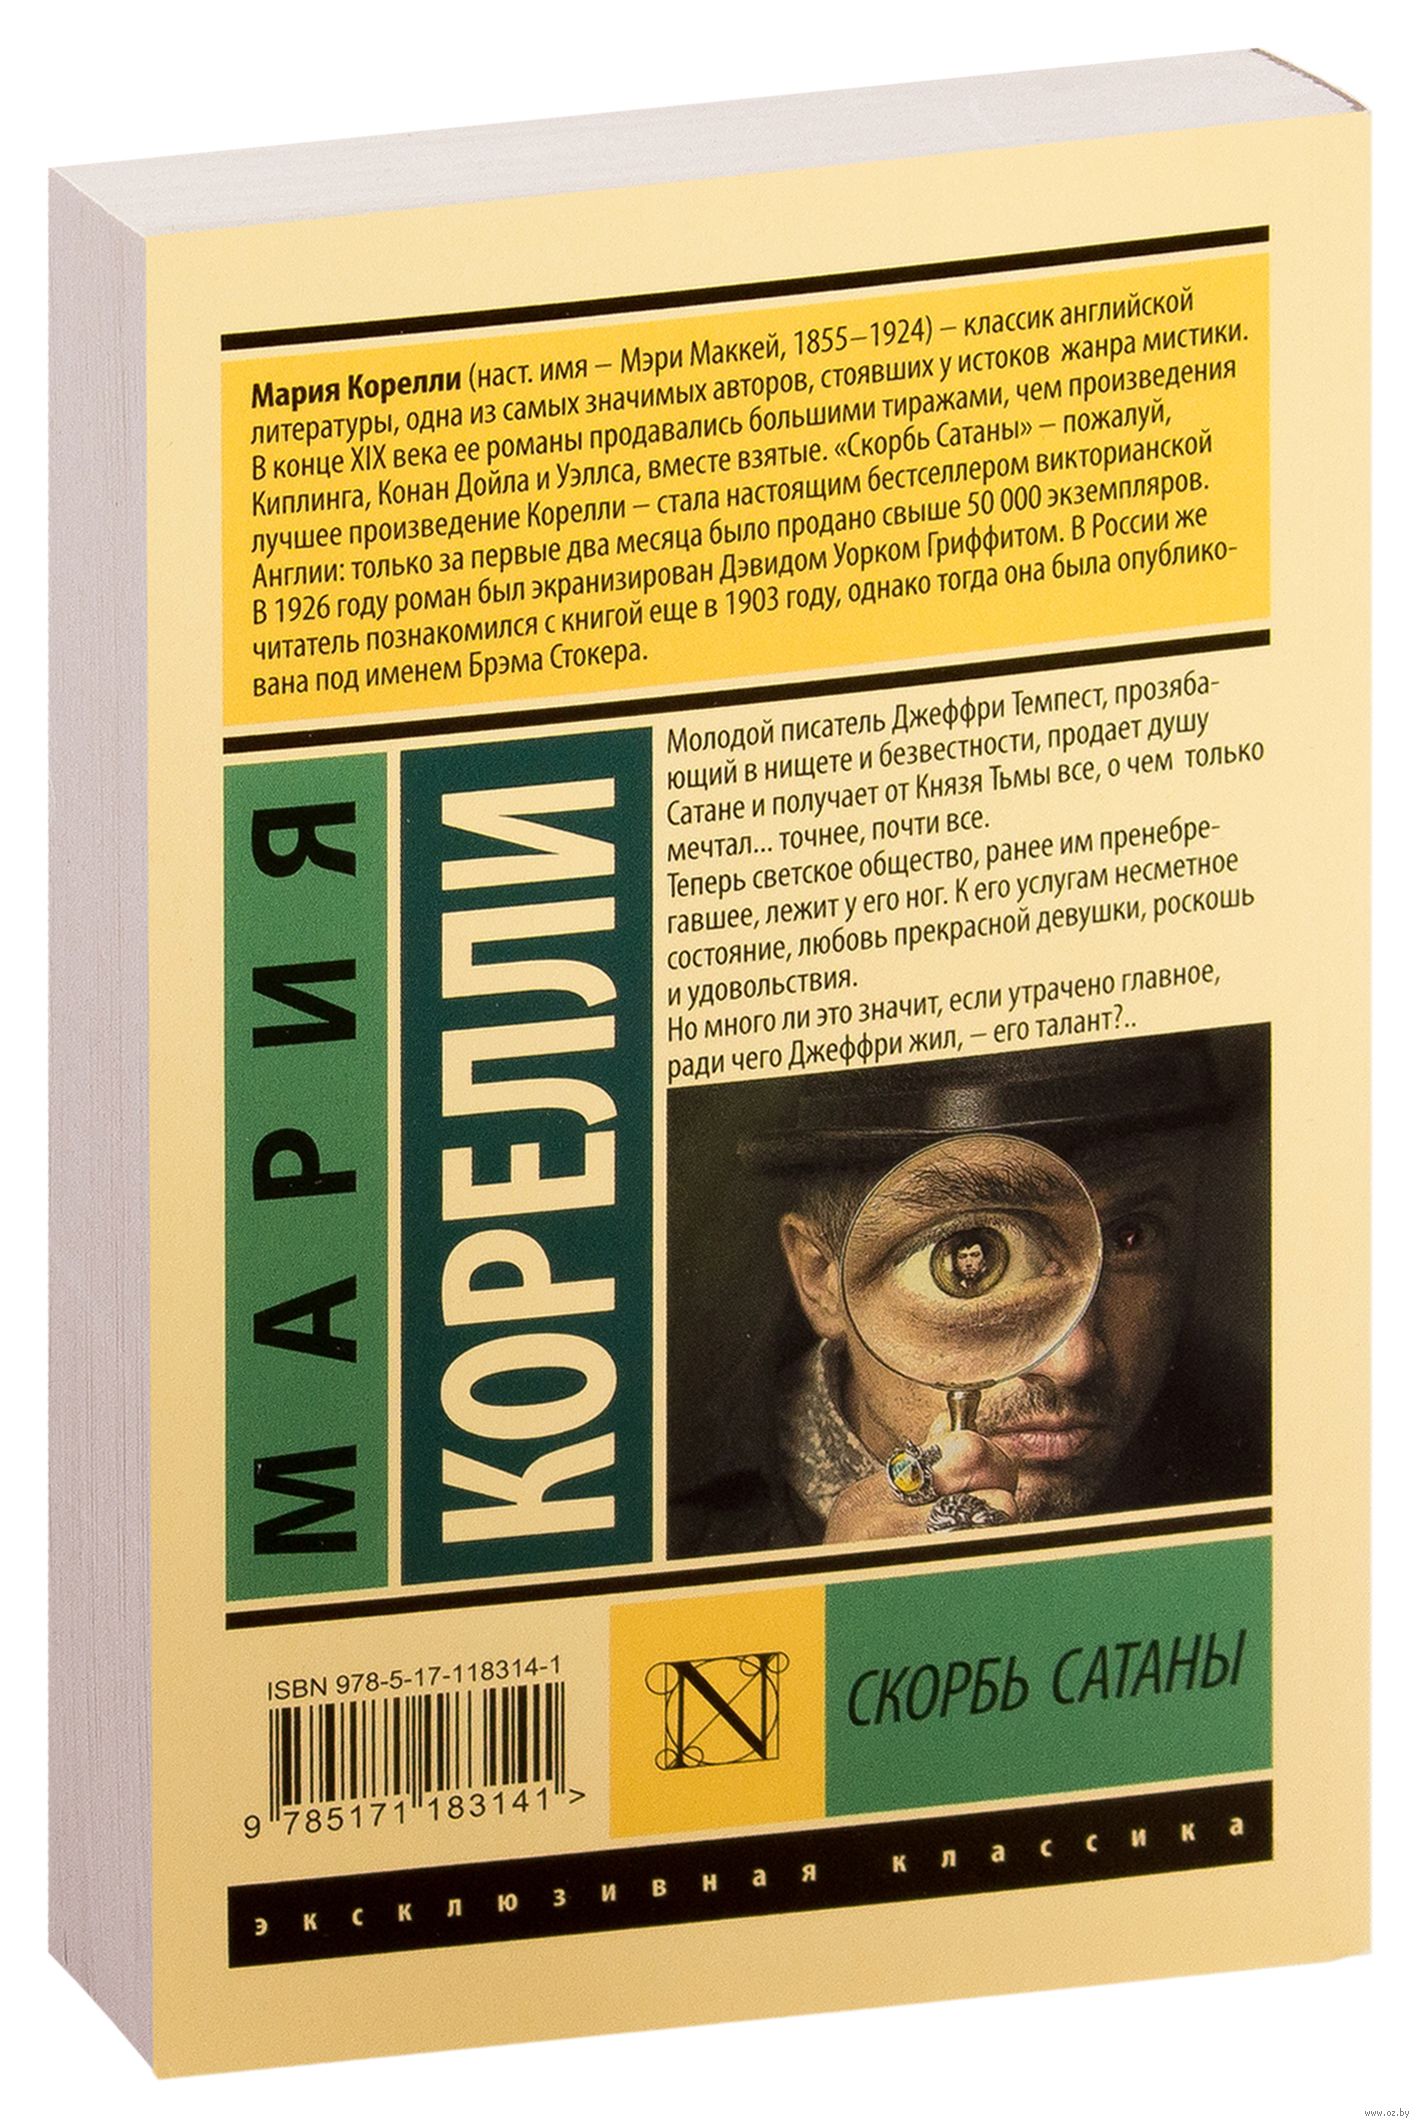 Мария Корелли (наст. имя – Мэри Маккей, 1855–1924) – классик английской
литературы, одна из самых значимых авторов, стоявших у истоков жанра мистики.
В конце XIX века ее романы продавались большими тиражами, чем произведения
Киплинга, Конан Дойла и Уэллса, вместе взятые. «Скорбь Сатаны» – пожалуй,
лучшее произведение Корелли – стала настоящим бестселлером викторианской
Англии: только за первые два месяца было продано свыше 50 000 экземпляров.
В 1926 году роман был экранизирован Дэвидом Уорком Гриффитом. В России же
читатель познакомился с книгой еще в 1903 году, однако тогда она была опублико-
вана под именем Брэма Стокера.
МАРИЯ
КОРЕЛЛИ
Молодой писатель Джеффри Темпест, прозяба-
ющий в нищете и безвестности, продает душу
Сатане и получает от Князя Тьмы все, о чем только
мечтал... точнее, почти все.
Теперь светское общество, ранее им пренебре-
гавшее, лежит у его ног. К его услугам несметное
состояние, любовь прекрасной девушки, роскошь
и удовольствия.
Но много ли это значит, если утрачено главное,
ради чего Джеффри жил, – его талант?..
ISBN 978-5-17-118314-1
9 785171 183141 >
N
СКОРБЬ САТАНЫ
эксклюзивная классика
www.oz.by